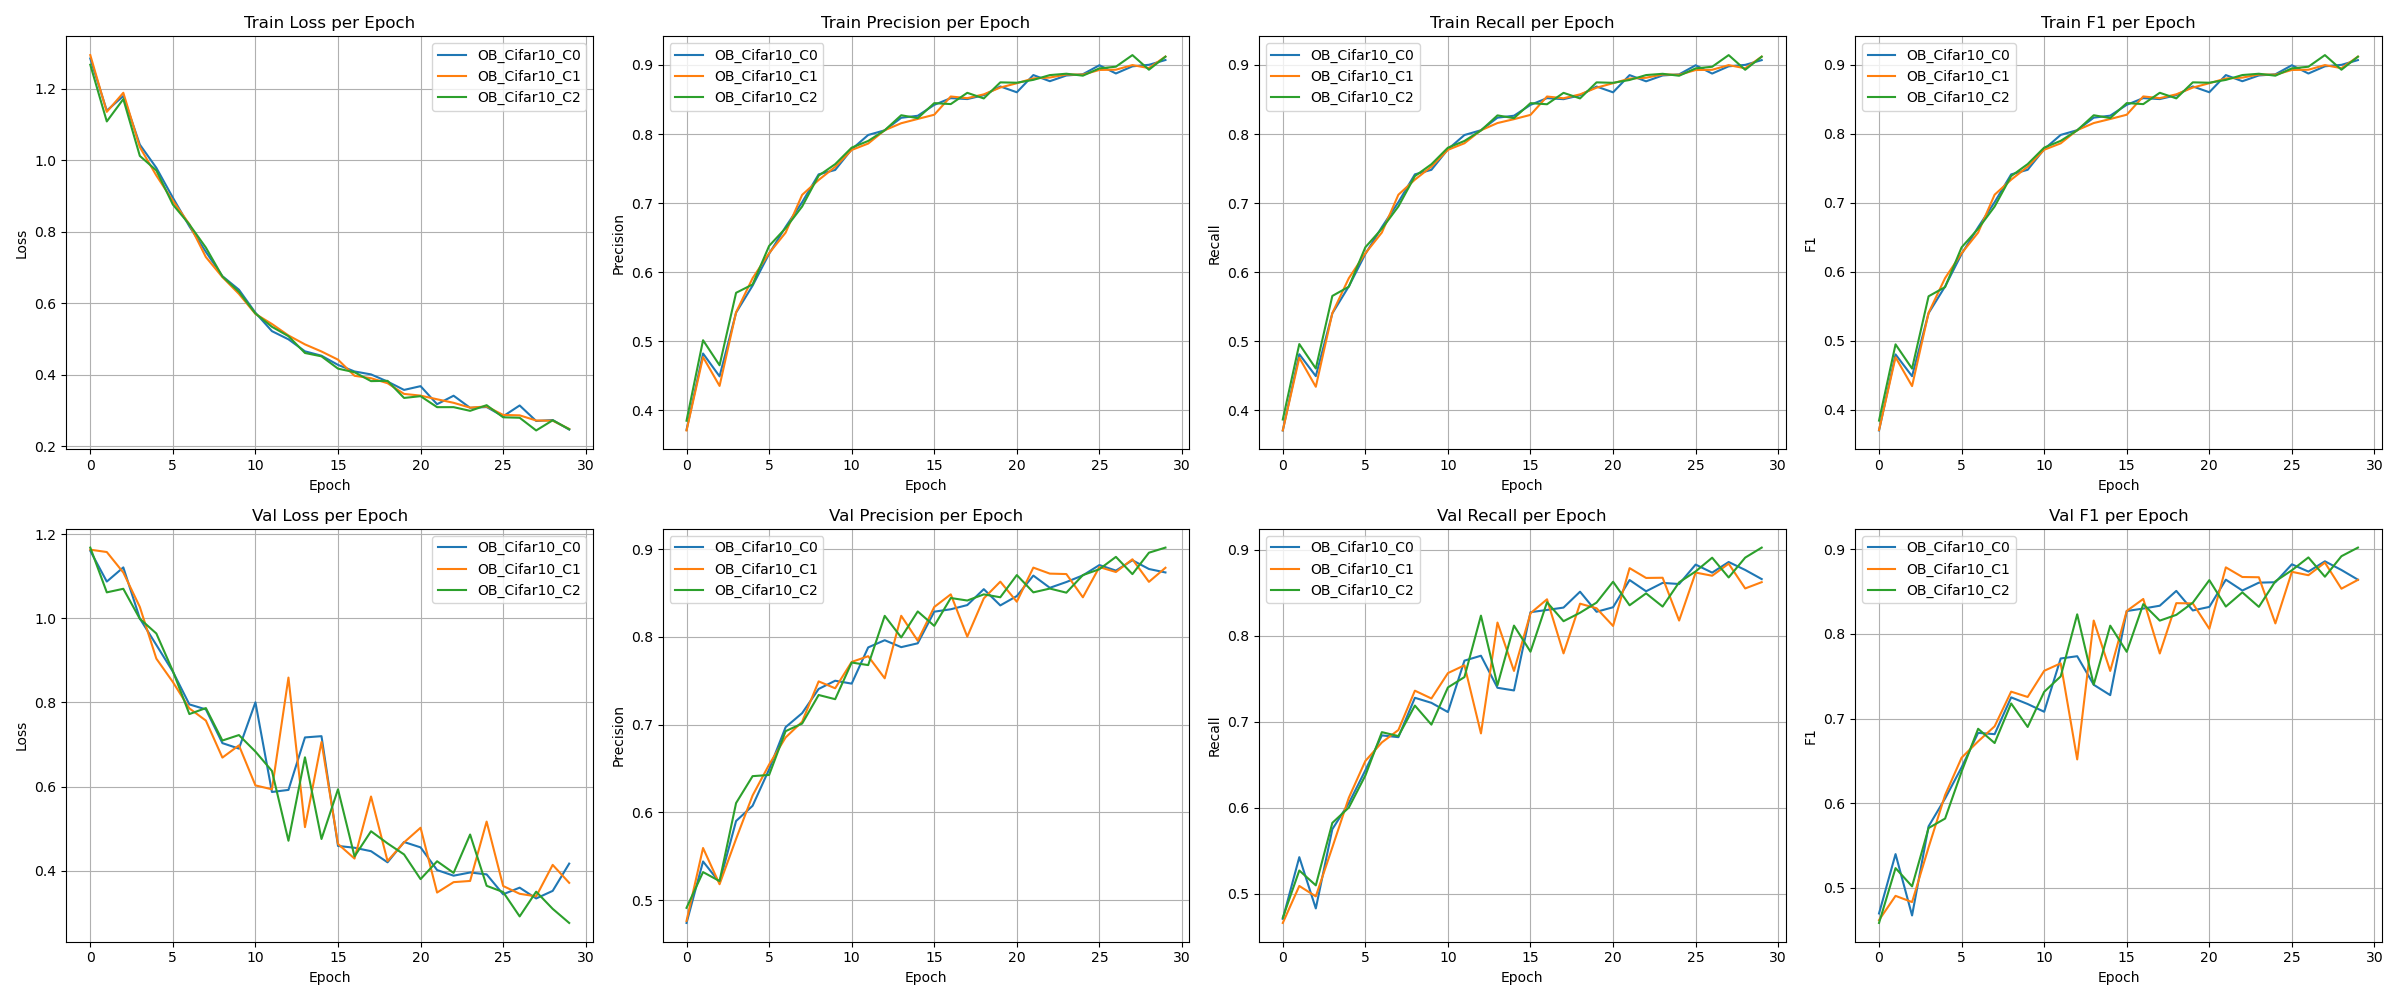 Train Loss per Epoch
OB_Cifar10_C0
OB_Cifar10_C1
OB_Cifar10_C2
Loss
1.2
1.0
0.8
0.6
0.4
0.2
0 5 10 15 20 25 30
Epoch
Train Precision per Epoch
OB_Cifar10_C0
OB_Cifar10_C1
OB_Cifar10_C2
Precision
0.9
0.8
0.7
0.6
0.5
0.4
0 5 10 15 20 25 30
Epoch
Train Recall per Epoch
OB_Cifar10_C0
OB_Cifar10_C1
OB_Cifar10_C2
Recall
0.9
0.8
0.7
0.6
0.5
0.4
0 5 10 15 20 25 30
Epoch
Train F1 per Epoch
OB_Cifar10_C0
OB_Cifar10_C1
OB_Cifar10_C2
F1
0.9
0.8
0.7
0.6
0.5
0.4
0 5 10 15 20 25 30
Epoch
Val Loss per Epoch
OB_Cifar10_C0
OB_Cifar10_C1
OB_Cifar10_C2
Loss
1.2
1.0
0.8
0.6
0.4
0 5 10 15 20 25 30
Epoch
Val Precision per Epoch
OB_Cifar10_C0
OB_Cifar10_C1
OB_Cifar10_C2
Precision
0.9
0.8
0.7
0.6
0.5
0 5 10 15 20 25 30
Epoch
Val Recall per Epoch
OB_Cifar10_C0
OB_Cifar10_C1
OB_Cifar10_C2
Recall
0.9
0.8
0.7
0.6
0.5
0 5 10 15 20 25 30
Epoch
Val F1 per Epoch
OB_Cifar10_C0
OB_Cifar10_C1
OB_Cifar10_C2
F1
0.9
0.8
0.7
0.6
0.5
0 5 10 15 20 25 30
Epoch